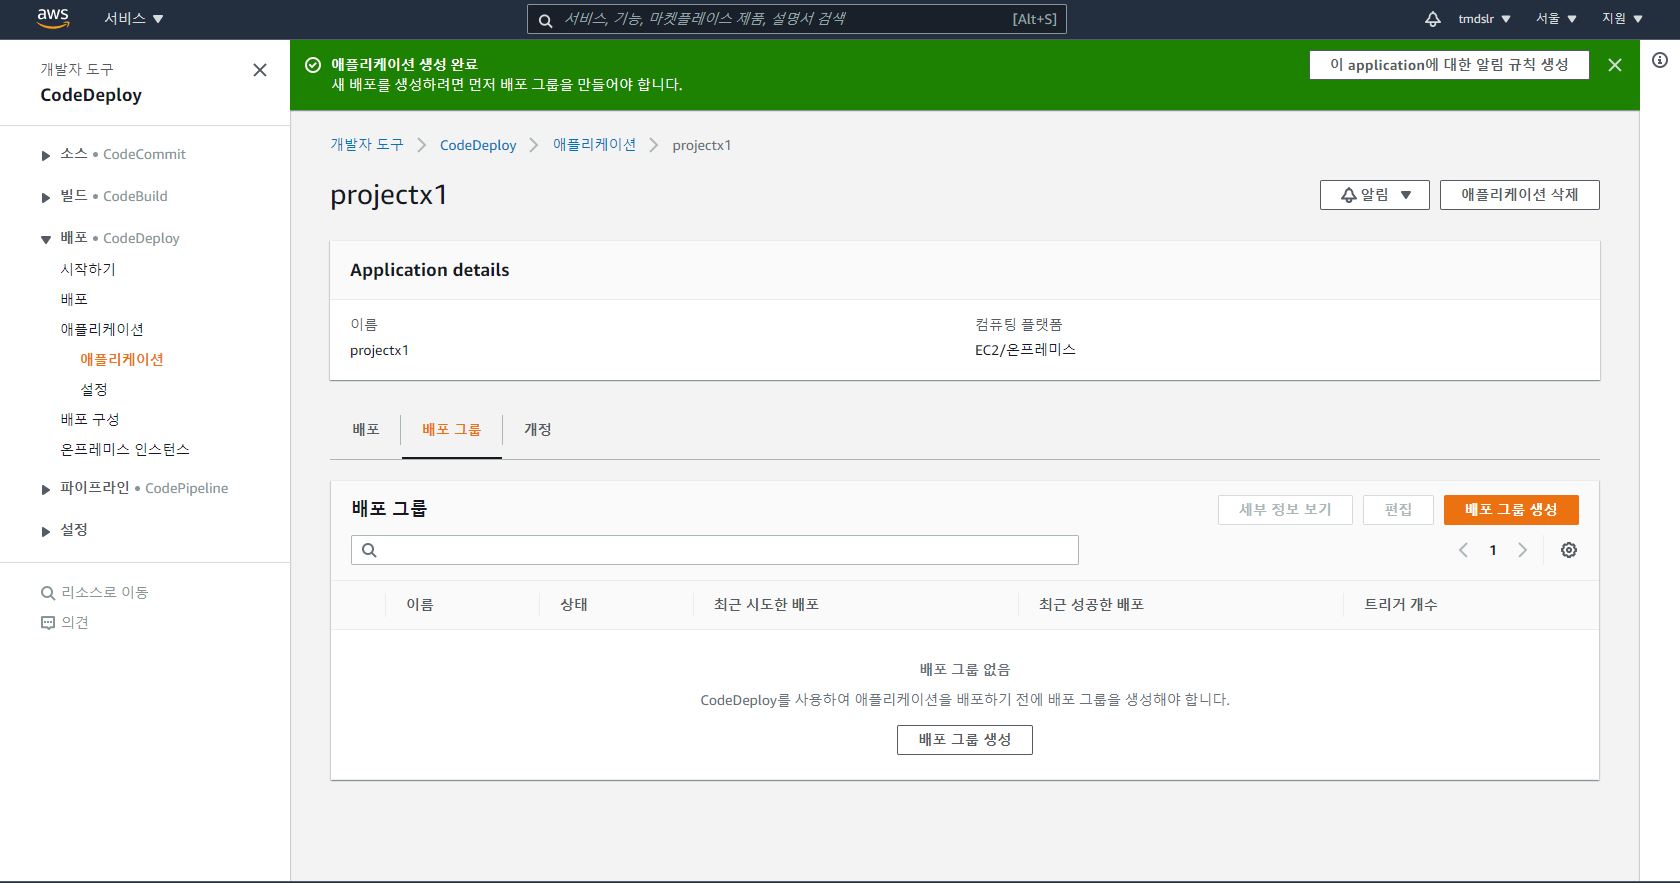 aws 서비스 ▼ 서비스, 기능, 마켓플레이스 제품, 설명서 검색 [Alt+S] tmdslr ▼ 서울 ▼ 지원 ▼
개발자 도구
CodeDeploy
소스 • CodeCommit
빌드 • CodeBuild
배포 • CodeDeploy
시작하기
배포
애플리케이션
애플리케이션
설정
배포 구성
온프레미스 인스턴스
파이프라인 • CodePipeline
설정
리소스로 이동
의견
애플리케이션 생성 완료
새 배포를 생성하려면 먼저 배포 그룹을 만들어야 합니다.
이 application에 대한 알림 규칙 생성
개발자 도구 > CodeDeploy > 애플리케이션 > projectx1
projectx1
알림 ▼ 애플리케이션 삭제
Application details
이름 컴퓨팅 플랫폼
projectx1 EC2/온프레미스
배포 배포 그룹 개정
배포 그룹 세부 정보 보기 편집 배포 그룹 생성
< 1 >
이름 상태 최근 시도한 배포 최근 성공한 배포 트리거 개수
배포 그룹 없음
CodeDeploy를 사용하여 애플리케이션을 배포하기 전에 배포 그룹을 생성해야 합니다.
배포 그룹 생성